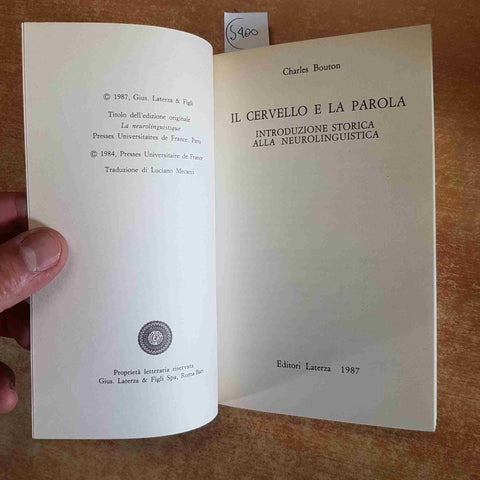 5400
© 1987, Gius. Laterza & Figli
Titolo dell'edizione originale
La neurolinguistique
Presses Universitaires de France, Paris
© 1984, Presses Universitaire de France
Traduzione di Luciano Mecacci
Proprietà letteraria riservata
Gius. Laterza & Figli Spa, Roma-Bari
Charles Bouton
IL CERVELLO E LA PAROLA
INTRODUZIONE STORICA
ALLA NEUROLINGUISTICA
Editori Laterza 1987